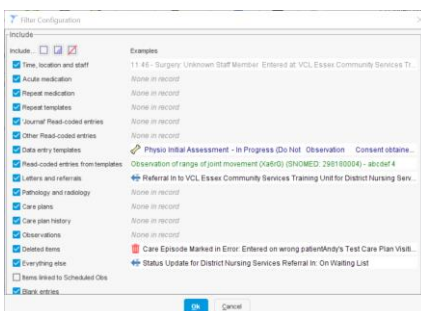 Filter Configuration
Include
Include...
Examples
Time, location and staff 11:46 - Surgery: Unknown Staff Member Entered at: VCL Essex Community Services Tr...
Acute medication None in record
Repeat medication None in record
Repeat templates None in record
'Journal' Read-coded entries None in record
Other Read-coded entries None in record
Data entry templates Physio Initial Assessment - In Progress (Do Not Observation Consent obtaine...
Read-coded entries from templates Observation of range of joint movement (Xa6rG) (SNOMED: 298180004) - abcdef 4
Letters and referrals Referral In to VCL Essex Community Services Training Unit for District Nursing Serv...
Pathology and radiology None in record
Care plans None in record
Care plan history None in record
Observations None in record
Deleted items Care Episode Marked in Error: Entered on wrong patientAndy's Test Care Plan Visiti...
Everything else Status Update for District Nursing Services Referral In: On Waiting List
Items linked to Scheduled Obs
Blank entries
Ok Cancel